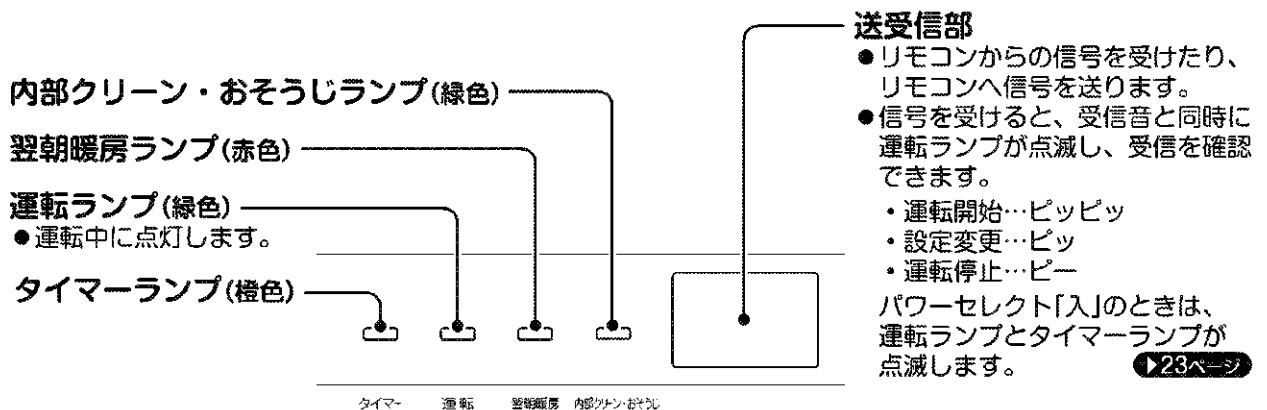 内部クリーン・おそうじランプ(緑色)
翌朝暖房ランプ(赤色)
運転ランプ(緑色)
●運転中に点灯します。
タイマーランプ(橙色)
タイマー 運転 翌朝暖房 内部クリーン・おそうじ
送受信部
●リモコンからの信号を受けたり、
リモコンへ信号を送ります。
●信号を受けると、受信音と同時に
運転ランプが点滅し、受信を確認
できます。
・運転開始…ピッピッ
・設定変更…ピッ
・運転停止…ピー
パワーセレクト「入」のときは、
運転ランプとタイマーランプが
点滅します。 ▶23ページ